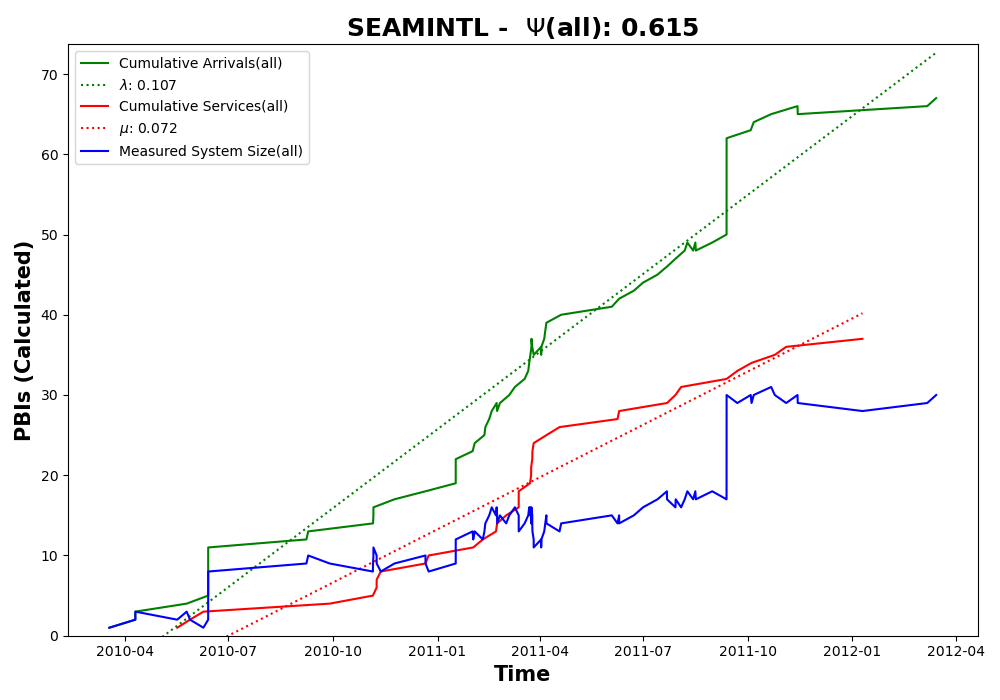 SEAMINTL - Ψ(all): 0.615
Cumulative Arrivals(all)
λ: 0.107
Cumulative Services(all)
μ: 0.072
Measured System Size(all)
PBIs (Calculated)
70
60
50
40
30
20
10
0
2010-04 2010-07 2010-10 2011-01 2011-04 2011-07 2011-10 2012-01 2012-04
Time